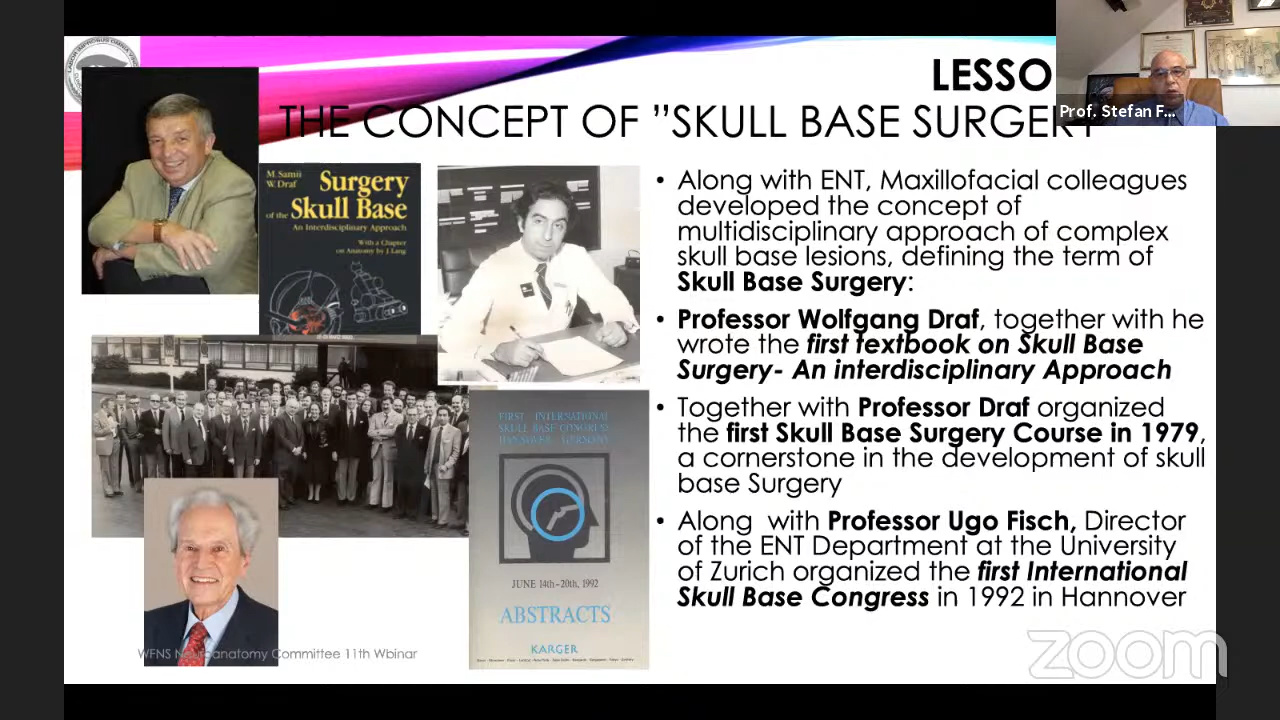 LESSO
THE CONCEPT OF ”SKULL BASE SURGERY
Prof. Stefan F...
M. Samii
W. Draf
Surgery
of the Skull Base
An Interdisciplinary Approach
With a Chapter
on Anatomy by J. Lang
• Along with ENT, Maxillofacial colleagues
developed the concept of
multidisciplinary approach of complex
skull base lesions, defining the term of
Skull Base Surgery:
• Professor Wolfgang Draf, together with he
wrote the first textbook on Skull Base
Surgery- An interdisciplinary Approach
• Together with Professor Draf organized
the first Skull Base Surgery Course in 1979,
a cornerstone in the development of skull
base Surgery
• Along with Professor Ugo Fisch, Director
of the ENT Department at the University
of Zurich organized the first International
Skull Base Congress in 1992 in Hannover
FIRST INTERNATIONAL
SKULL BASE CONGRESS
HANNOVER GERMANY
JUNE 14th-20th, 1992
ABSTRACTS
KARGER
WFNS Neuroanatomy Committee 11th Wbinar
zoom